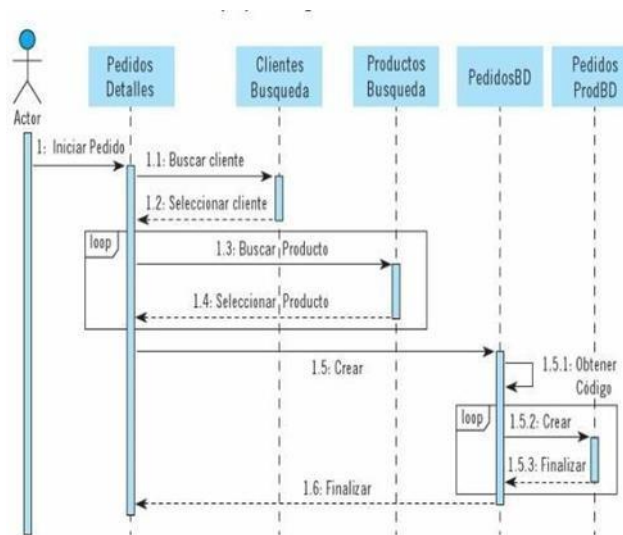 Pedidos
Detalles
Clientes
Busqueda
Productos
Busqueda
PedidosBD
Pedidos
ProdBD
Actor
1: Iniciar Pedido
1.1: Buscar cliente
1.2: Seleccionar cliente
loop
1.3: Buscar Producto
1.4: Seleccionar Producto
1.5: Crear
1.5.1: Obtener
Código
loop
1.5.2: Crear
1.5.3: Finalizar
1.6: Finalizar